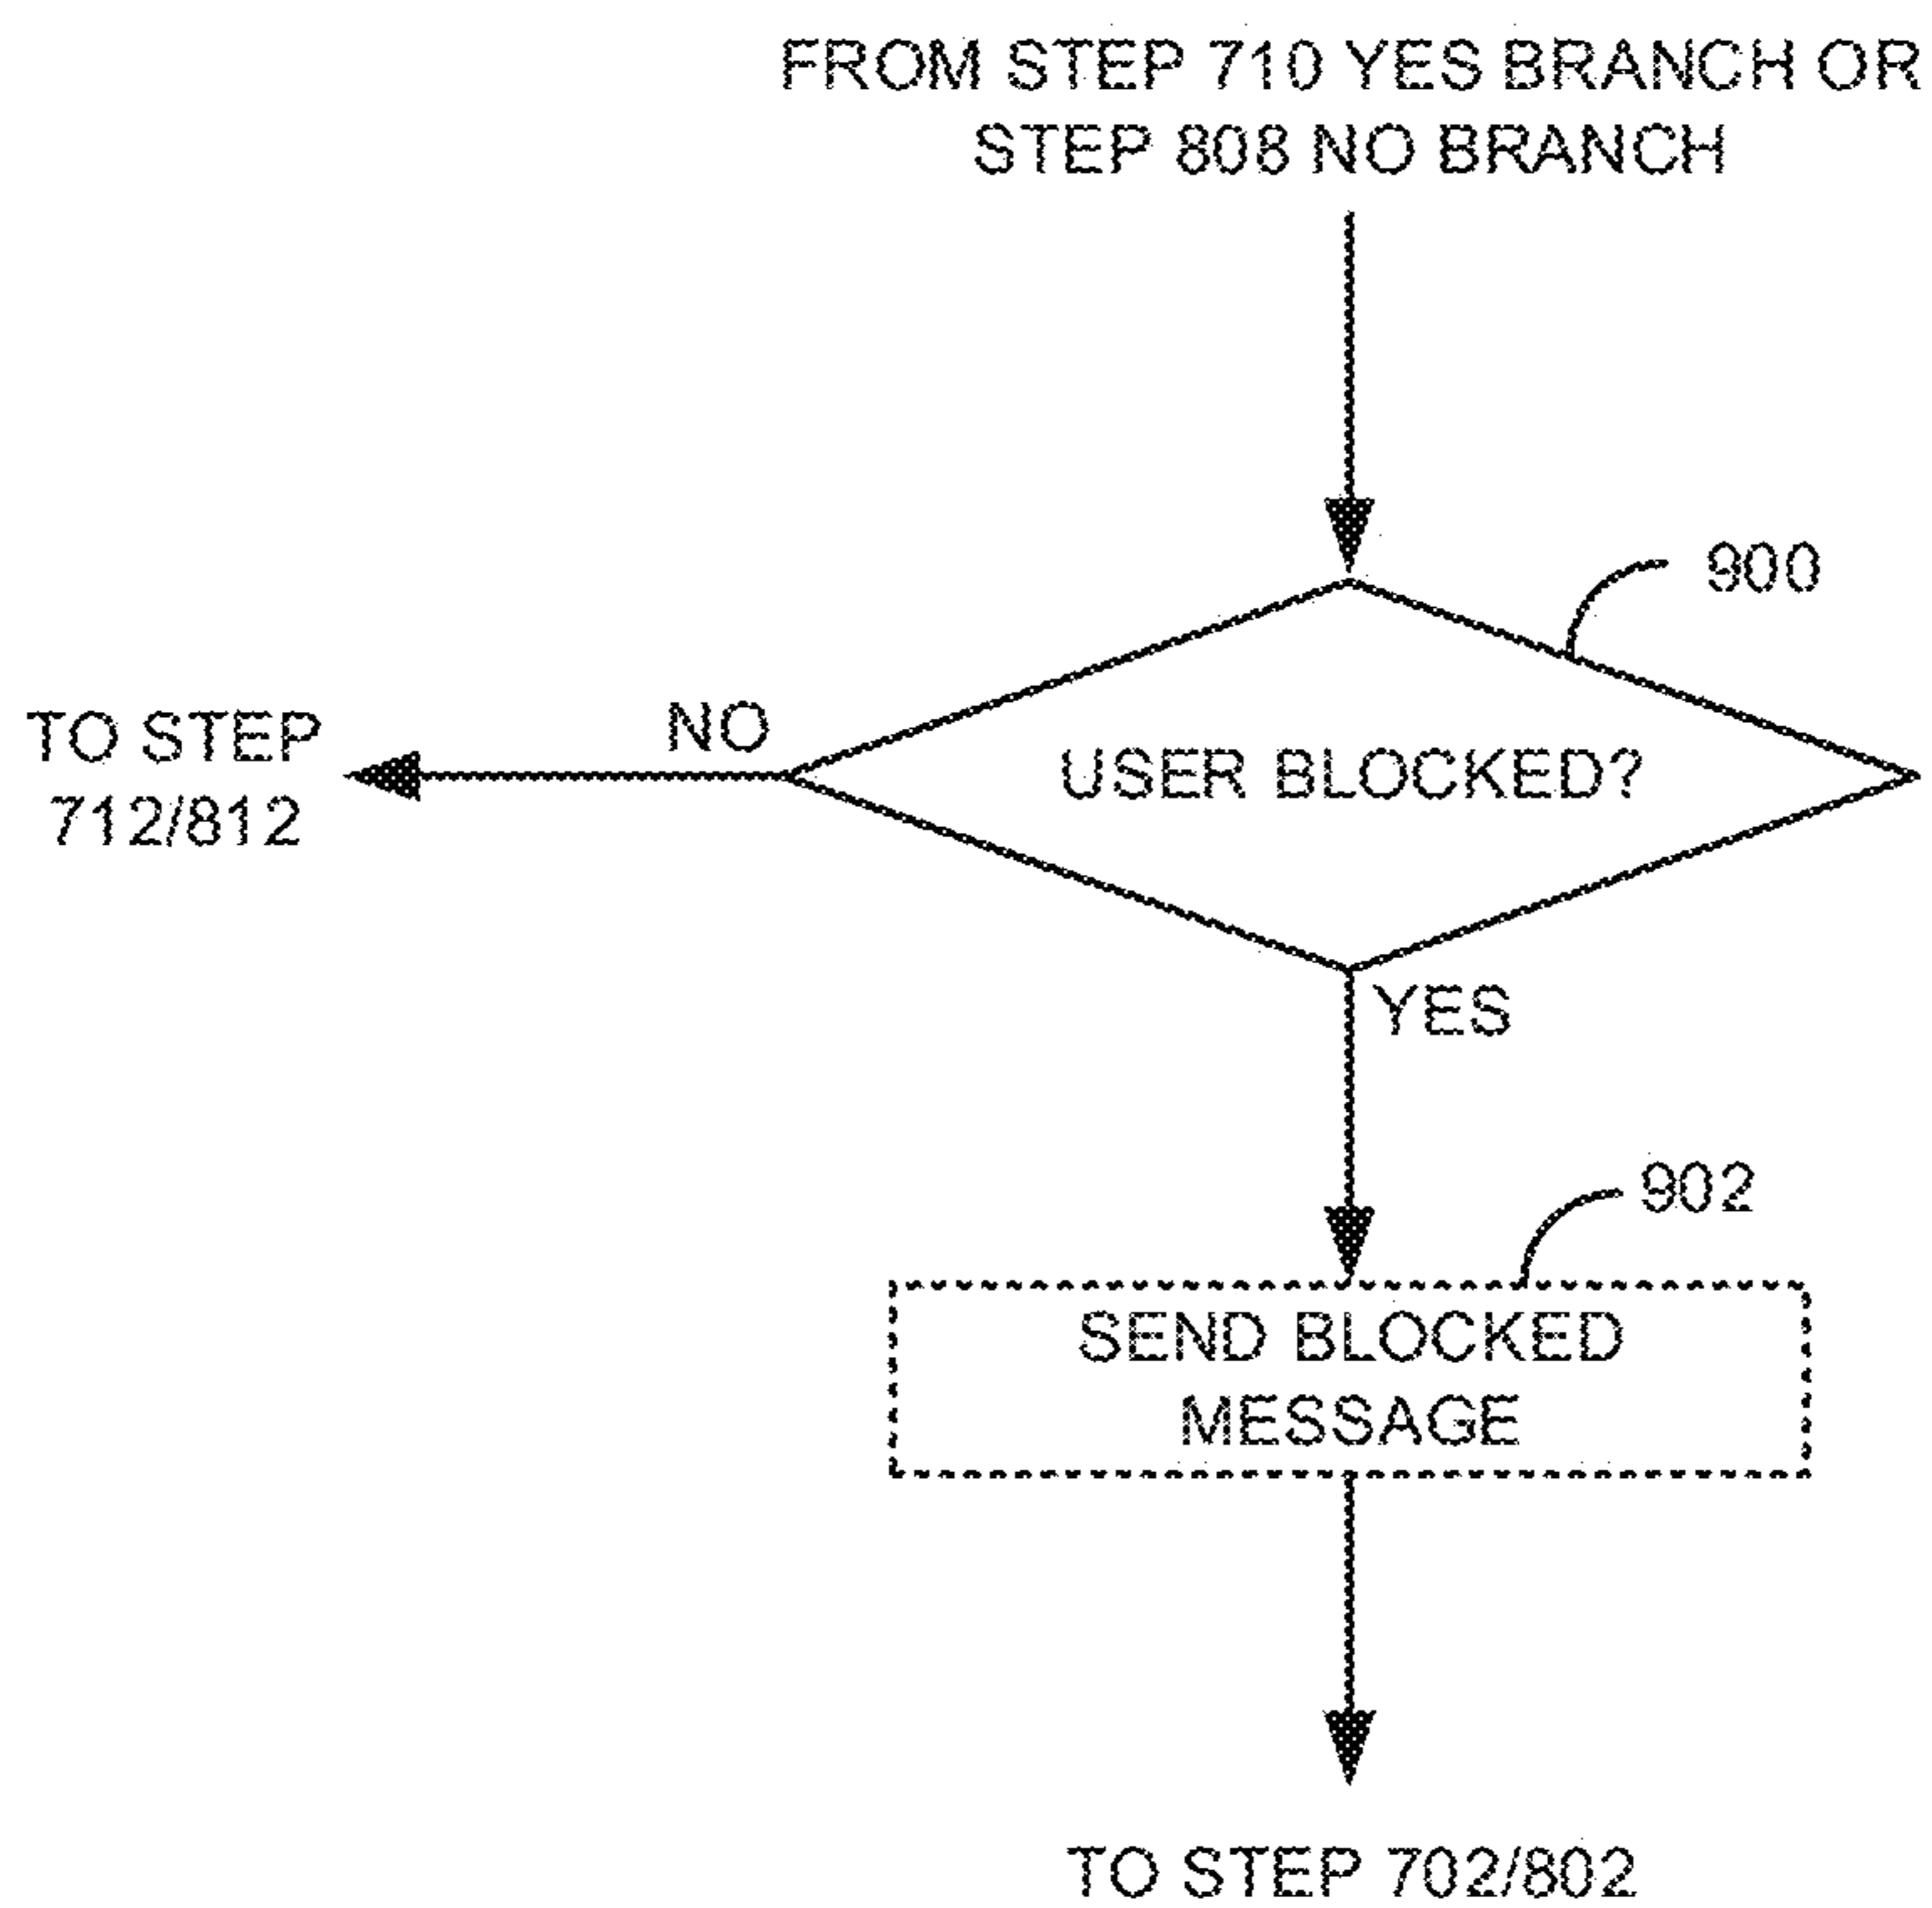 FROM STEP 710 YES BRANCH OR
STEP 808 NO BRANCH
900
TO STEP
712/812
NO
USER BLOCKED?
YES
902
SEND BLOCKED
MESSAGE
TO STEP 702/802